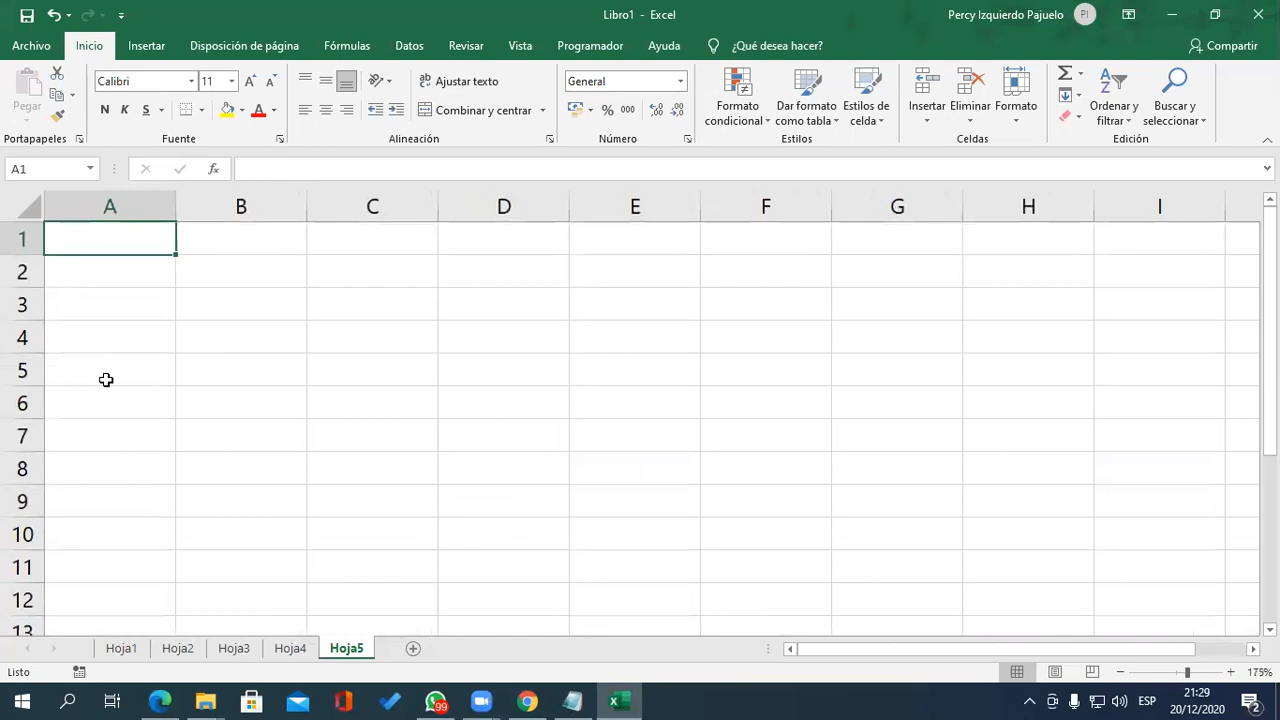 Libro1 - Excel
Percy Izquierdo Pajuelo
PI
Archivo Inicio Insertar Disposición de página Fórmulas Datos Revisar Vista Programador Ayuda ¿Qué desea hacer? Compartir
Pegar
Calibri 11
Ajustar texto
General
N K S
Combinar y centrar
% 000
Formato condicional
Dar formato como tabla
Estilos de celda
Insertar
Eliminar
Formato
Ordenar y filtrar
Buscar y seleccionar
Portapapeles Fuente Alineación Número Estilos Celdas Edición
A1 fx
A B C D E F G H I
1
2
3
4
5
6
7
8
9
10
11
12
13
Hoja1 Hoja2 Hoja3 Hoja4 Hoja5
Listo
175%
99
ESP
21:29
20/12/2020
2